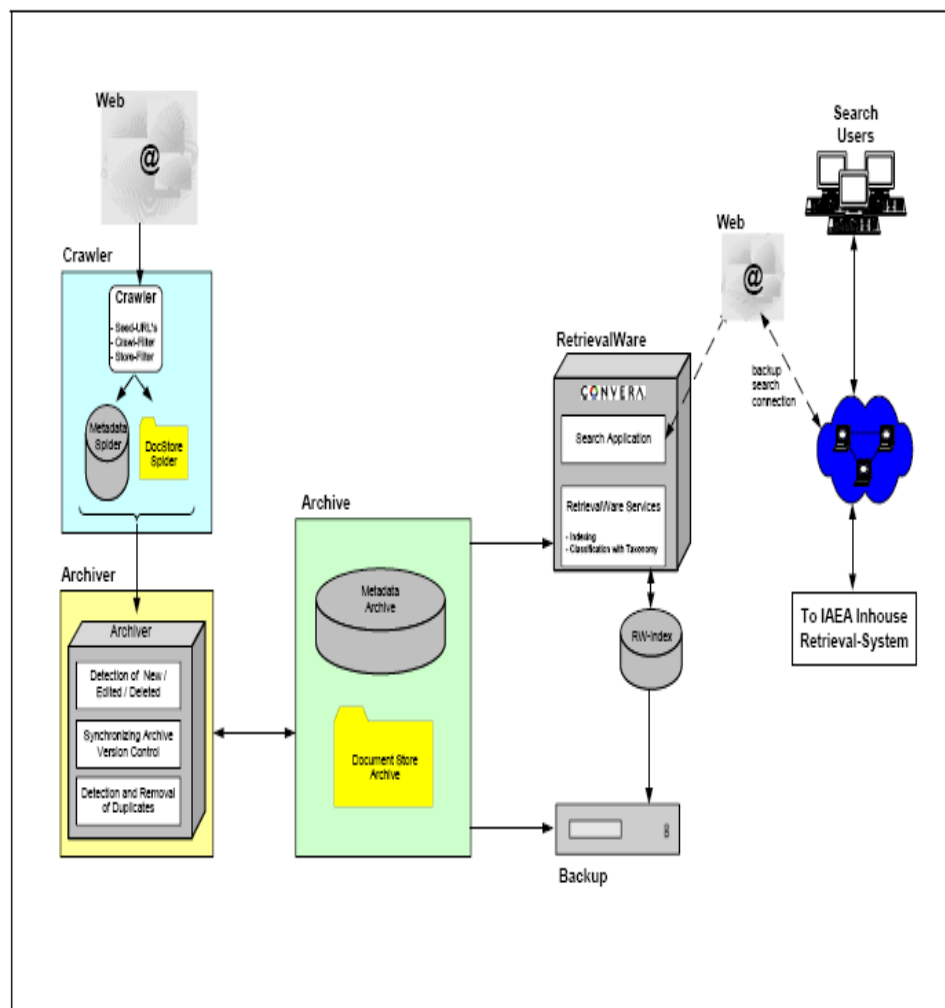 Web
@
Crawler
Crawler
- Seed-URL's
- Crawl-Filter
- Store-Filter
Metadata
Spider
DocStore
Spider
Archiver
Archiver
Detection of New /
Edited / Deleted
Synchronizing Archive
Version Control
Detection and Removal
of Duplicates
Archive
Metadata
Archive
Document Store
Archive
RetrievalWare
CONVERA
Search Application
RetrievalWare Services
- Indexing
- Classification with Taxonomy
RW-Index
Backup
Web
@
backup
search
connection
Search
Users
To IAEA Inhouse
Retrieval-System